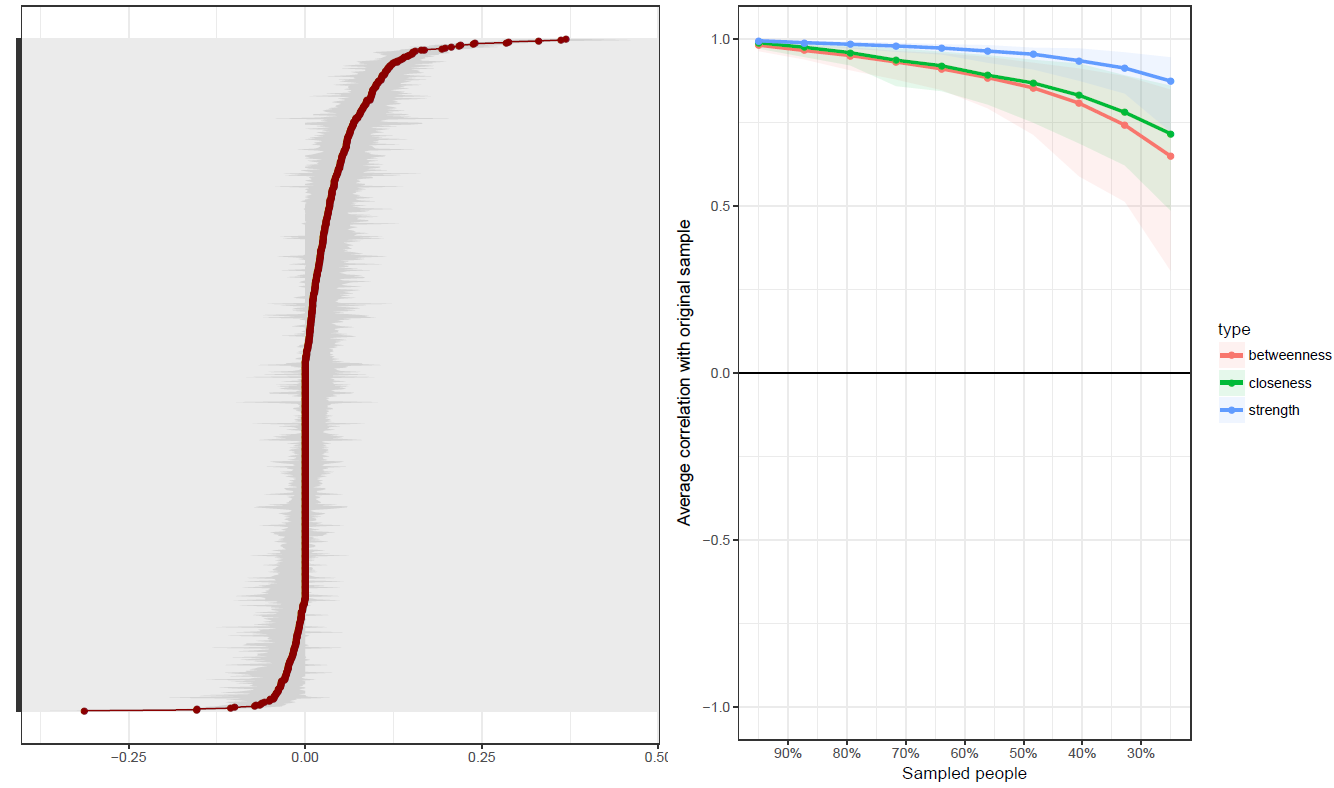 −0.25
0.00
0.25
0.50
1.0
0.5
0.0
−0.5
−1.0
Average correlation with original sample
90%
80%
70%
60%
50%
40%
30%
Sampled people
type
betweenness
closeness
strength